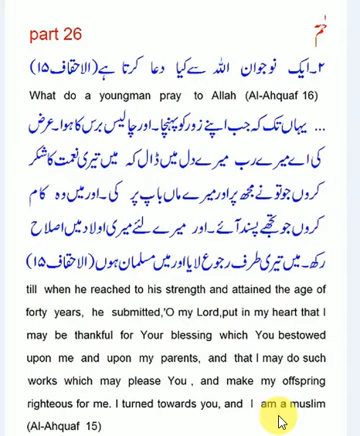 part 26
حٰمٓ
۲۔ایک نوجوان اللہ سے کیا دعا کرتا ہے (الاحقاف ۱۵)
What do a youngman pray to Allah (Al-Ahquaf 16)
... یہاں تک کہ جب اپنے زور کو پہنچا۔ اور چالیس برس کا ہوا۔ عرض
کی اے میرے رب میرے دل میں ڈال کہ میں تیری نعمت کا شکر
کروں جو تو نے مجھ پر اور میرے ماں باپ پر کی۔ اور میں وہ کام
کروں جو تجھے پسند آئے۔ اور میرے لئے میری اولاد میں اصلاح
رکھ۔ میں تیری طرف رجوع لایا اور میں مسلمان ہوں (الاحقاف ۱۵)
till when he reached to his strength and attained the age of
forty years, he submitted,'O my Lord,put in my heart that I
may be thankful for Your blessing which You bestowed
upon me and upon my parents, and that I may do such
works which may please You , and make my offspring
righteous for me. I turned towards you, and I am a muslim
(Al-Ahquaf 15)